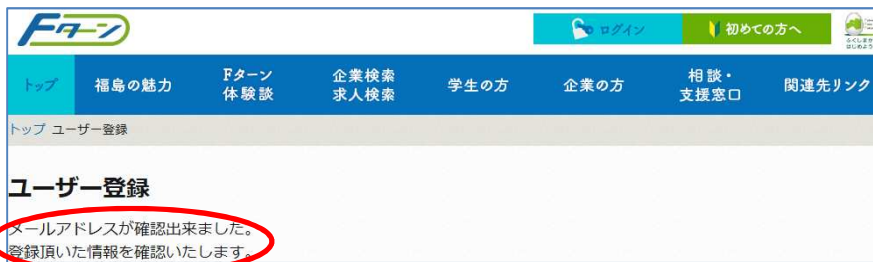 Fターン
ログイン
初めての方へ
トップ
福島の魅力
Fターン
体験談
企業検索
求人検索
学生の方
企業の方
相談・
支援窓口
関連先リンク
トップ ユーザー登録
ユーザー登録
メールアドレスが確認出来ました。
登録頂いた情報を確認いたします。